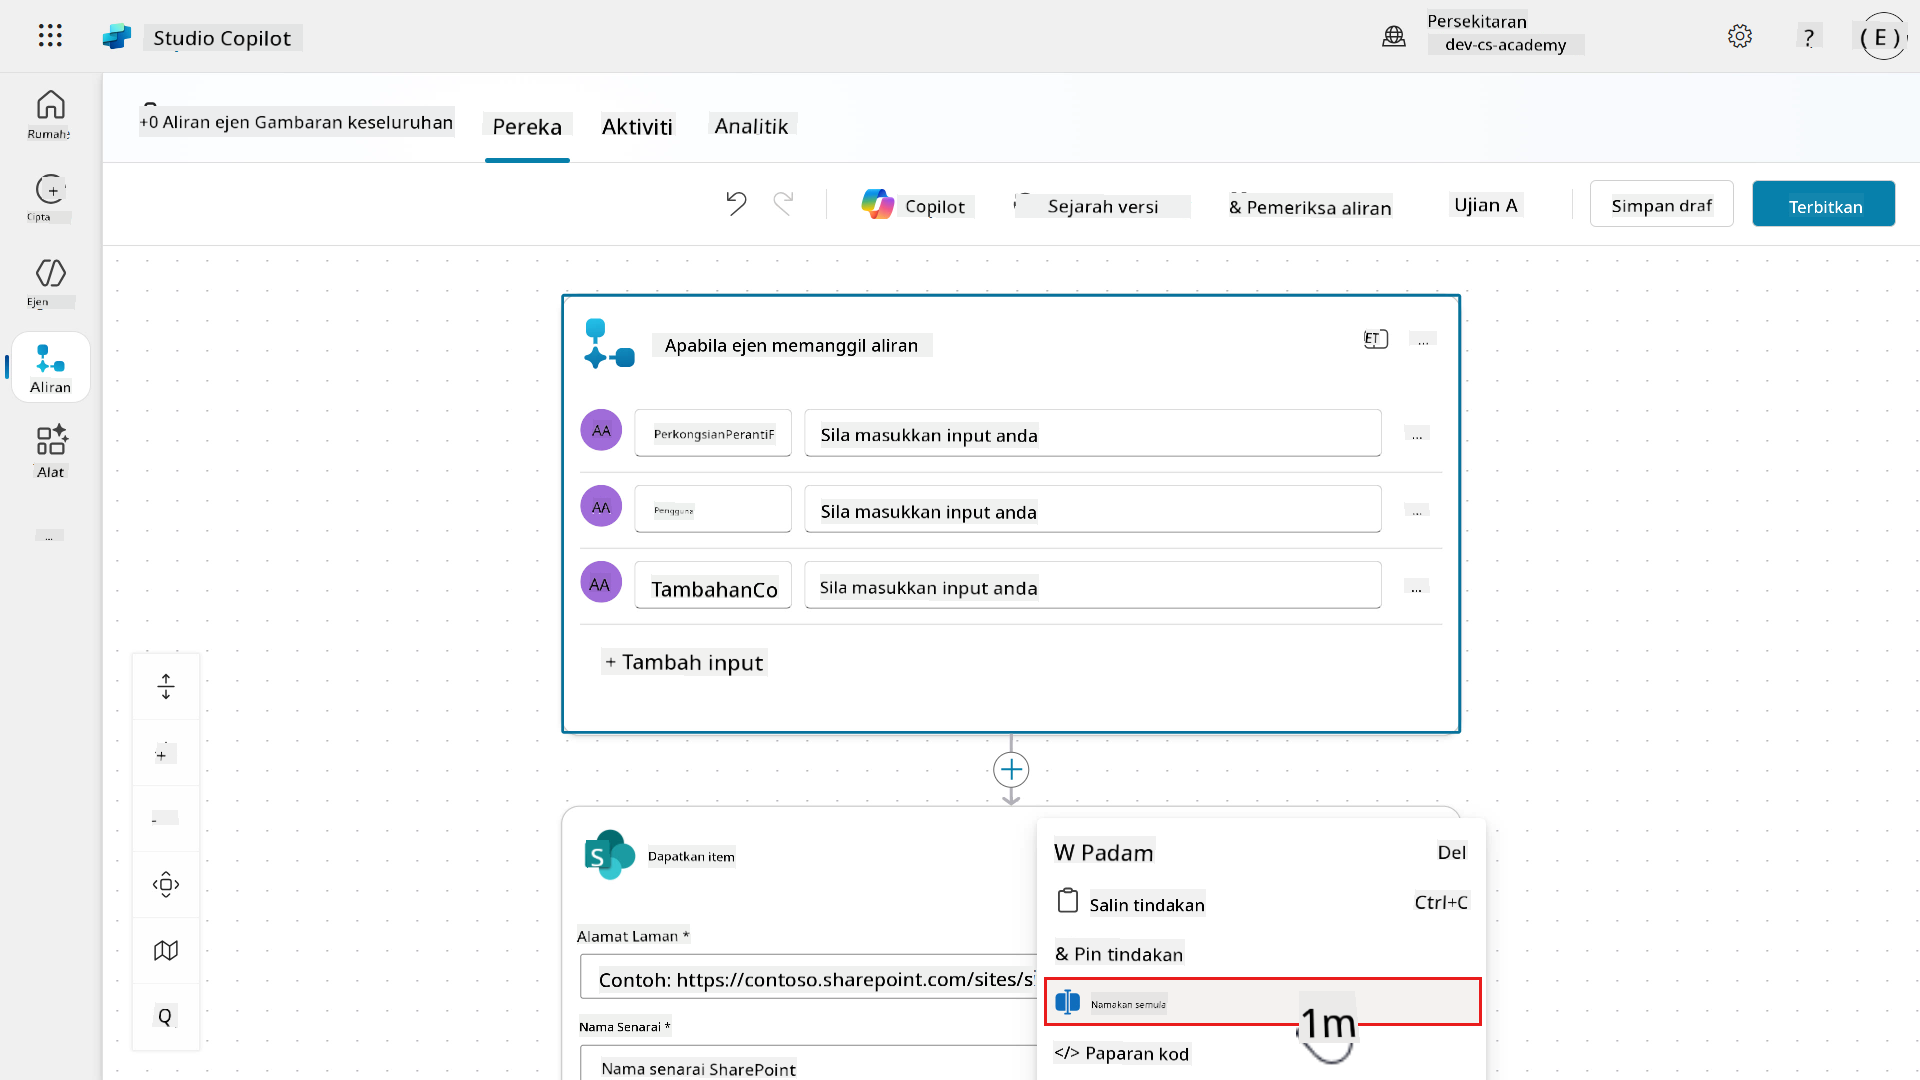 Studio Copilot
Persekitaran
dev-cs-academy
?
( E )
Rumah
Cipta
Ejen
Aliran
Alat
...
+0 Aliran ejen Gambaran keseluruhan
Pereka
Aktiviti
Analitik
Copilot
Sejarah versi
& Pemeriksa aliran
Ujian A
Simpan draf
Terbitkan
Apabila ejen memanggil aliran
ET
...
AA
PerkongsianPerantiF
Sila masukkan input anda
...
AA
Pengguna
Sila masukkan input anda
...
AA
TambahanCo
Sila masukkan input anda
...
+ Tambah input
+
-
Q
S
Dapatkan item
Alamat Laman *
Contoh: https://contoso.sharepoint.com/sites/s
Nama Senarai *
Nama senarai SharePoint
W Padam
Del
Salin tindakan
Ctrl+C
& Pin tindakan
Namakan semula
1m
</> Paparan kod